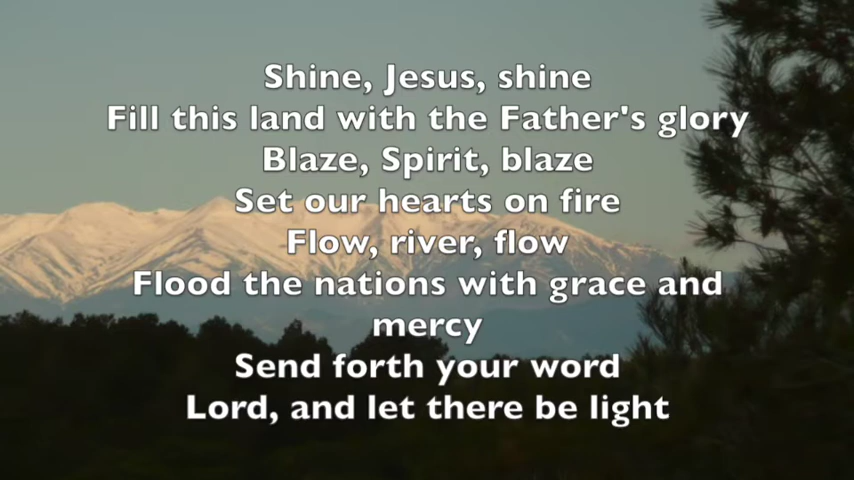 Shine, Jesus, shine
Fill this land with the Father's glory
Blaze, Spirit, blaze
Set our hearts on fire
Flow, river, flow
Flood the nations with grace and
mercy
Send forth your word
Lord, and let there be light